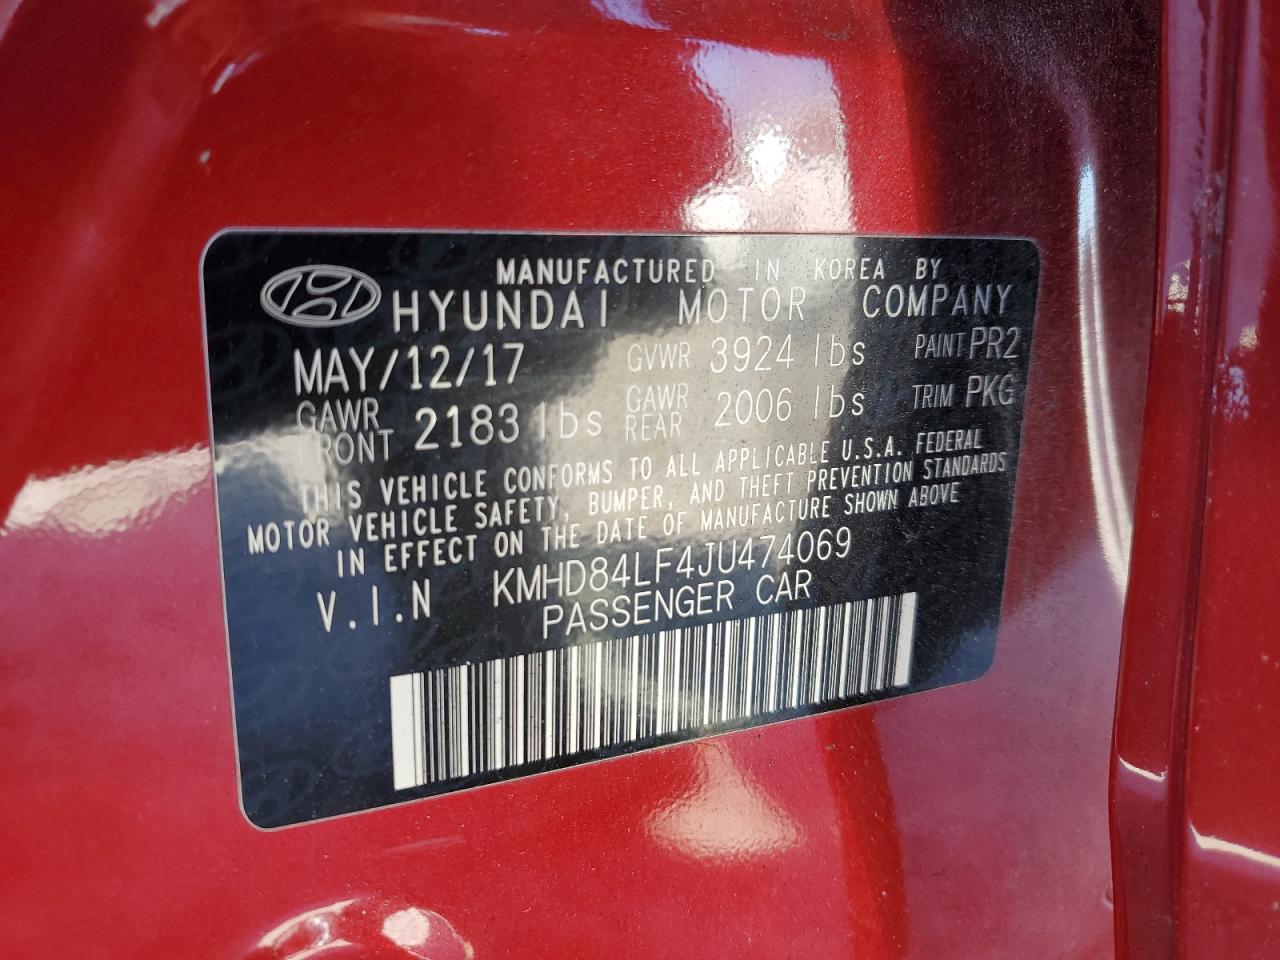 MANUFACTURED IN KOREA BY
HYUNDAI MOTOR COMPANY
MAY/12/17 GVWR 3924 lbs PAINT PR2
GAWR FRONT 2183 lbs GAWR REAR 2006 lbs TRIM PKG
THIS VEHICLE CONFORMS TO ALL APPLICABLE U.S.A. FEDERAL
MOTOR VEHICLE SAFETY, BUMPER, AND THEFT PREVENTION STANDARDS
IN EFFECT ON THE DATE OF MANUFACTURE SHOWN ABOVE
V.I.N KMHD84LF4JU474069
PASSENGER CAR